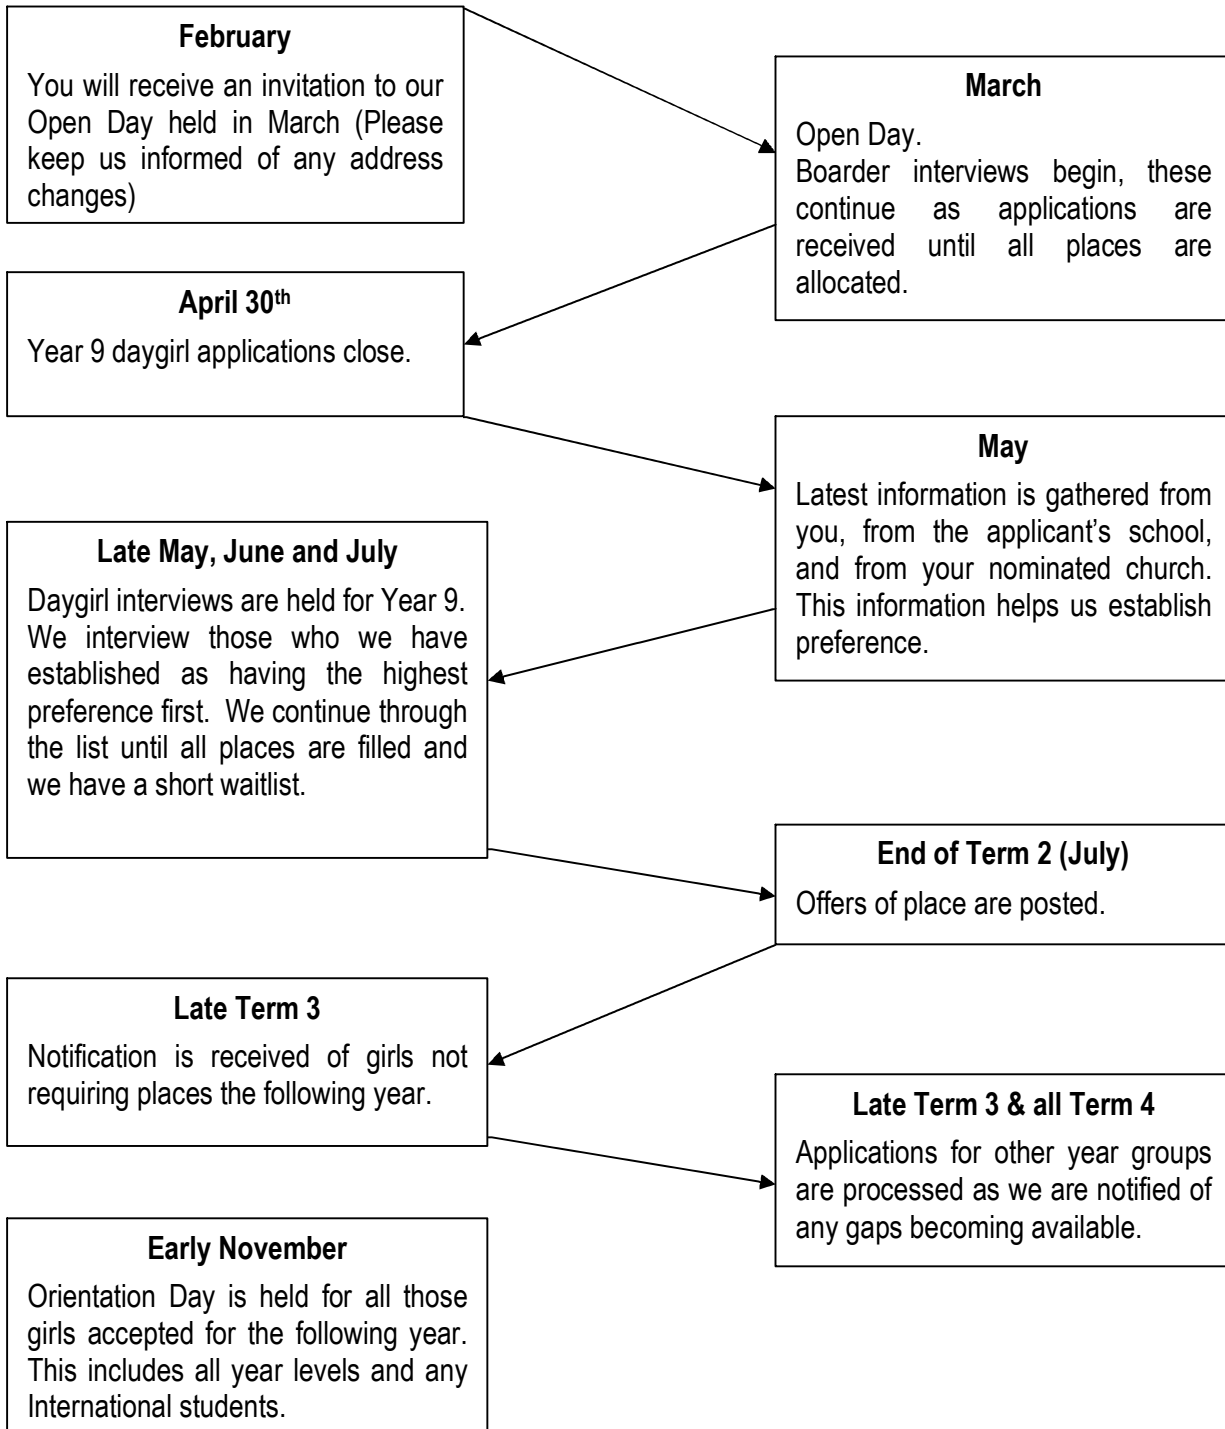 February
You will receive an invitation to our
Open Day held in March (Please
keep us informed of any address
changes)
March
Open Day.
Boarder interviews begin, these
continue as applications are
received until all places are
allocated.
April 30th
Year 9 daygirl applications close.
May
Latest information is gathered from
you, from the applicant’s school,
and from your nominated church.
This information helps us establish
preference.
Late May, June and July
Daygirl interviews are held for Year 9.
We interview those who we have
established as having the highest
preference first. We continue through
the list until all places are filled and
we have a short waitlist.
End of Term 2 (July)
Offers of place are posted.
Late Term 3
Notification is received of girls not
requiring places the following year.
Late Term 3 & all Term 4
Applications for other year groups
are processed as we are notified of
any gaps becoming available.
Early November
Orientation Day is held for all those
girls accepted for the following year.
This includes all year levels and any
International students.